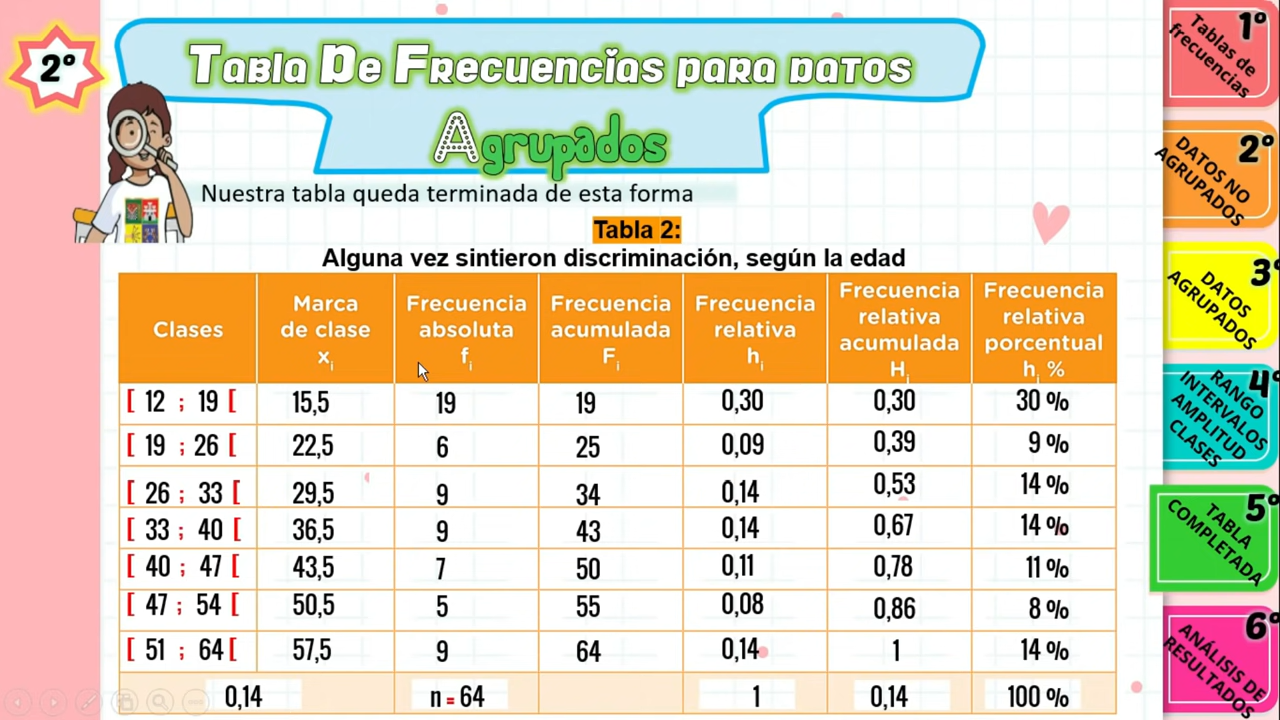 2°
Tabla De Frecuencias para datos
Agrupados
Nuestra tabla queda terminada de esta forma
Tabla 2:
Alguna vez sintieron discriminación, según la edad
Clases Marca de clase xi Frecuencia absoluta fi Frecuencia acumulada Fi Frecuencia relativa hi Frecuencia relativa acumulada Hi Frecuencia relativa porcentual hi %
[ 12 ; 19 [ 15,5 19 19 0,30 0,30 30 %
[ 19 ; 26 [ 22,5 6 25 0,09 0,39 9 %
[ 26 ; 33 [ 29,5 9 34 0,14 0,53 14 %
[ 33 ; 40 [ 36,5 9 43 0,14 0,67 14 %
[ 40 ; 47 [ 43,5 7 50 0,11 0,78 11 %
[ 47 ; 54 [ 50,5 5 55 0,08 0,86 8 %
[ 51 ; 64 [ 57,5 9 64 0,14 1 14 %
0,14 n = 64 1 0,14 100 %
1°
Tablas de
frecuencias
2°
DATOS NO
AGRUPADOS
3°
DATOS
AGRUPADOS
4°
RANGO
INTERVALOS
AMPLITUD
CLASES
5°
TABLA
COMPLETADA
6°
ANÁLISIS DE
RESULTADOS